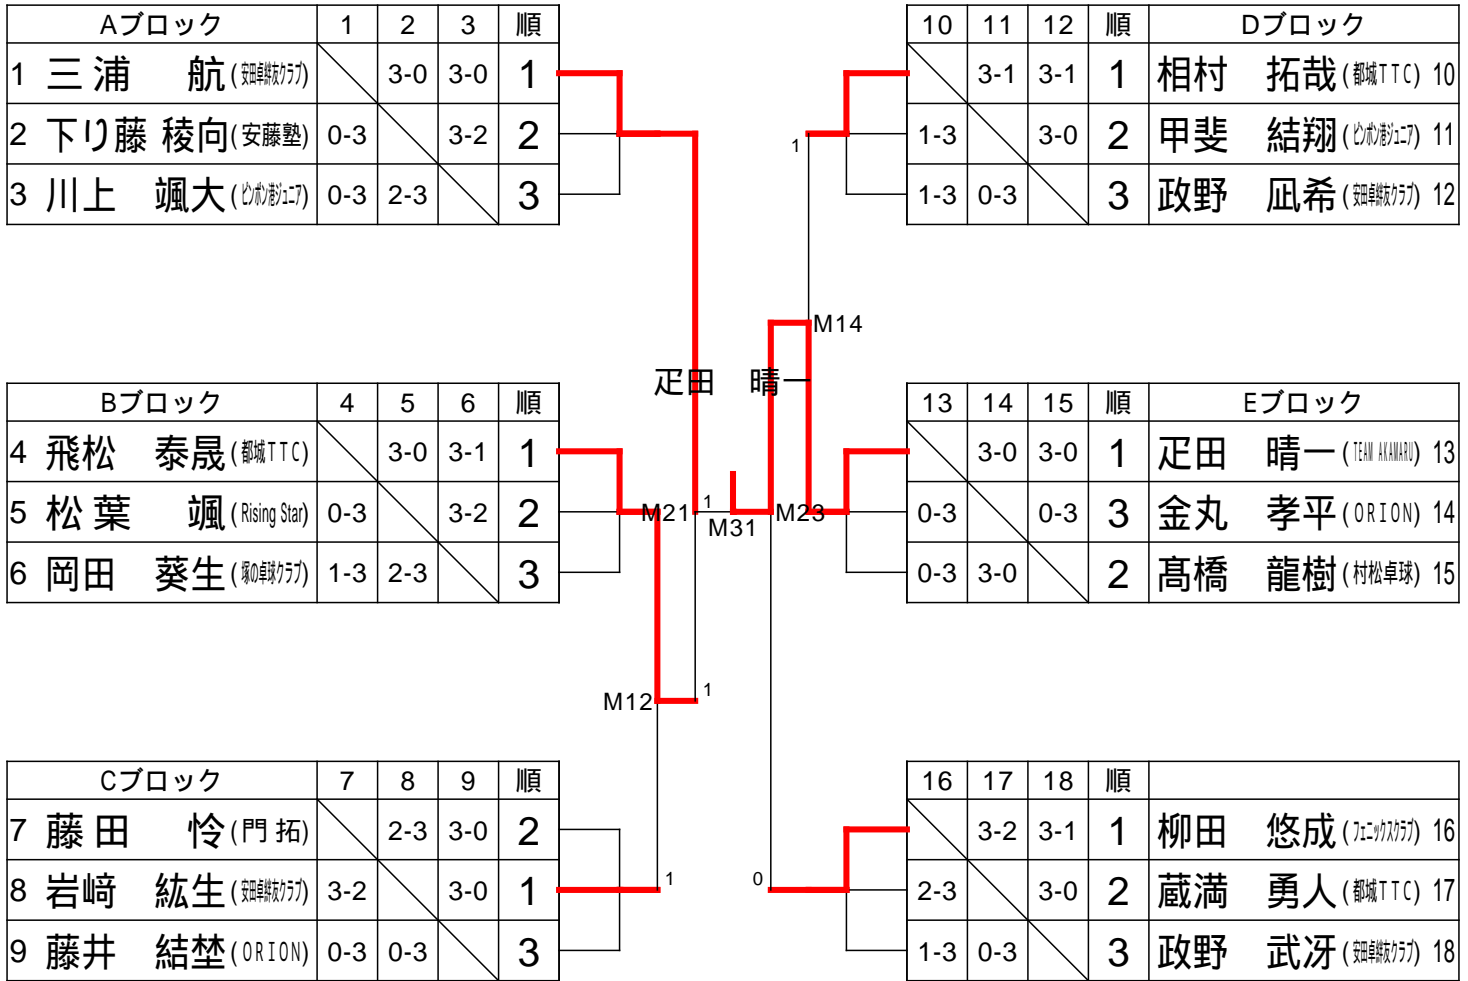 Aブロック 1 2 3 順
1 三浦 航(安田卓球友クラブ) 3-0 3-0 1
2 下り藤 稜向(安藤塾) 0-3 3-2 2
3 川上 颯大(ピンポン港ジュニア) 0-3 2-3 3
10 11 12 順 Dブロック
3-1 3-1 1 相村 拓哉(都城TTC) 10
1-3 3-0 2 甲斐 結翔(ピンポン港ジュニア) 11
1-3 0-3 3 政野 凪希(安田卓球友クラブ) 12
1
M14
疋田 晴一
Bブロック 4 5 6 順
4 飛松 泰晟(都城TTC) 3-0 3-1 1
5 松葉 颯(Rising Star) 0-3 3-2 2
6 岡田 葵生(塚の卓球クラブ) 1-3 2-3 3
13 14 15 順 Eブロック
3-0 3-0 1 疋田 晴一(TEAM AKAMARU) 13
0-3 0-3 3 金丸 孝平(ORION) 14
0-3 3-0 2 髙橋 龍樹(村松卓球) 15
M21 1 M31 M23
M12 1
Cブロック 7 8 9 順
7 藤田 怜(門拓) 2-3 3-0 2
8 岩﨑 紘生(安田卓球友クラブ) 3-2 3-0 1
9 藤井 結埜(ORION) 0-3 0-3 3
1 0
16 17 18 順
3-2 3-1 1 柳田 悠成(フェニックスクラブ) 16
2-3 3-0 2 蔵満 勇人(都城TTC) 17
1-3 0-3 3 政野 武冴(安田卓球友クラブ) 18